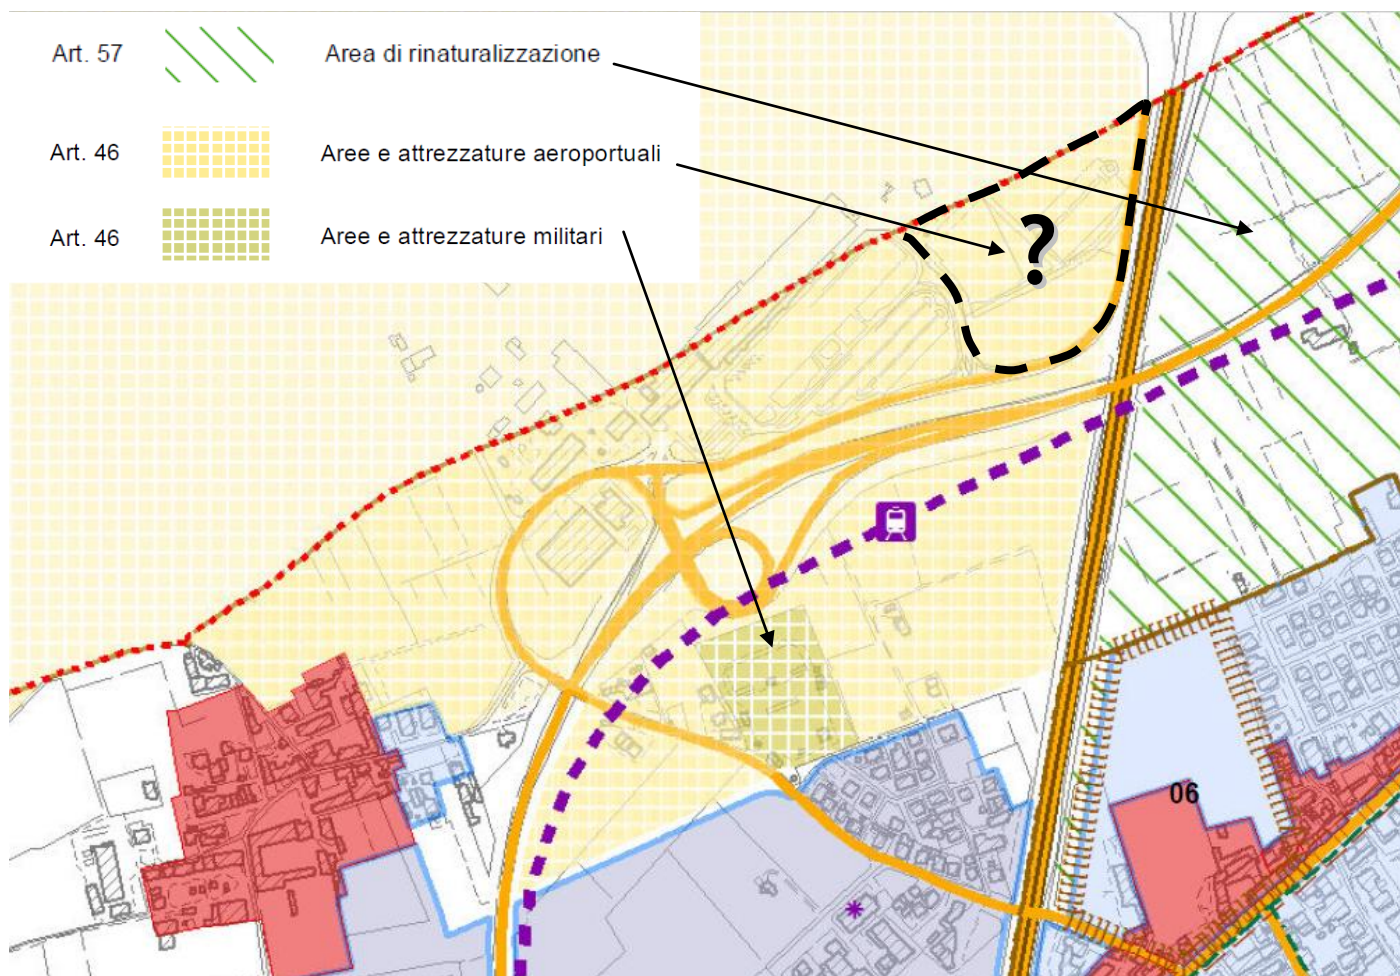 Art. 57 Area di rinaturalizzazione
Art. 46 Aree e attrezzature aeroportuali
Art. 46 Aree e attrezzature militari
?
06